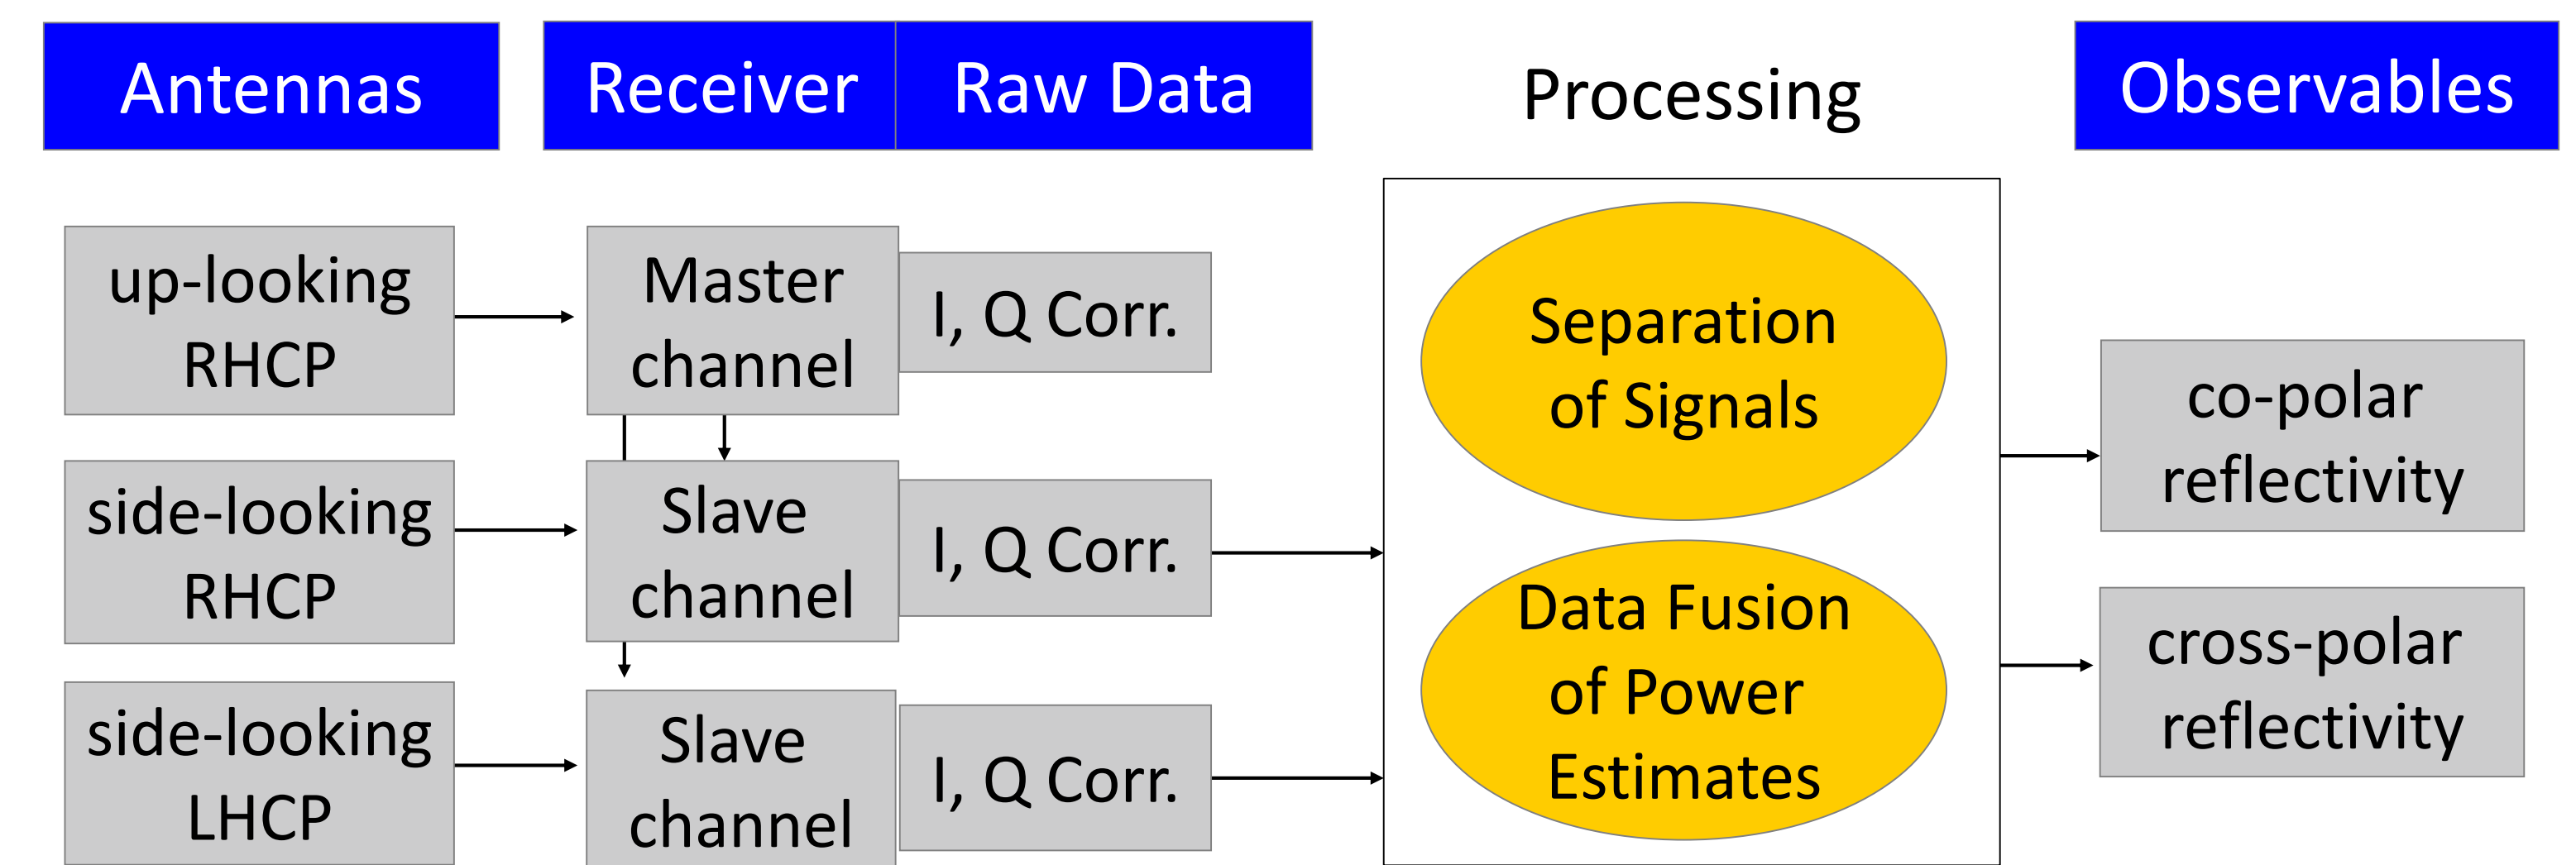 Antennas
Receiver
Raw Data
Processing
Observables
up-looking
RHCP
Master
channel
I, Q Corr.
side-looking
RHCP
Slave
channel
I, Q Corr.
side-looking
LHCP
Slave
channel
I, Q Corr.
Separation
of Signals
Data Fusion
of Power
Estimates
co-polar
reflectivity
cross-polar
reflectivity